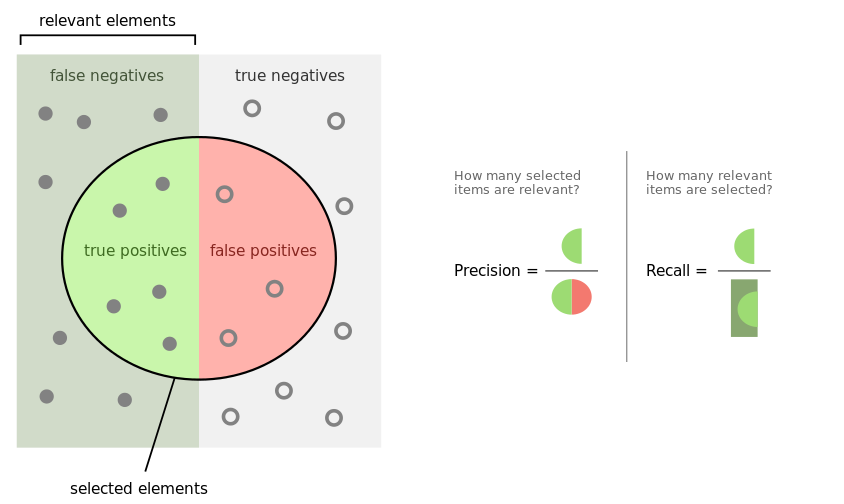 relevant elements
false negatives
true negatives
true positives
false positives
selected elements
How many selected
items are relevant?
Precision =
How many relevant
items are selected?
Recall =